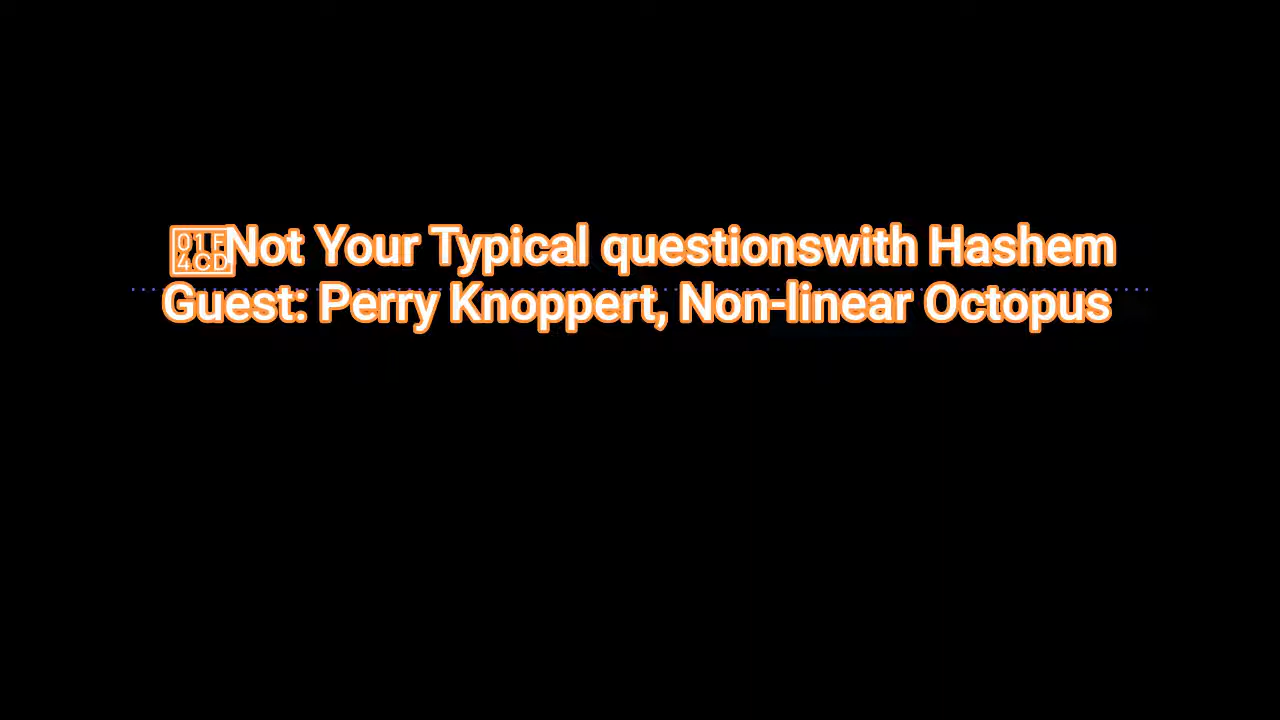 📍Not Your Typical questionswith Hashem
Guest: Perry Knoppert, Non-linear Octopus